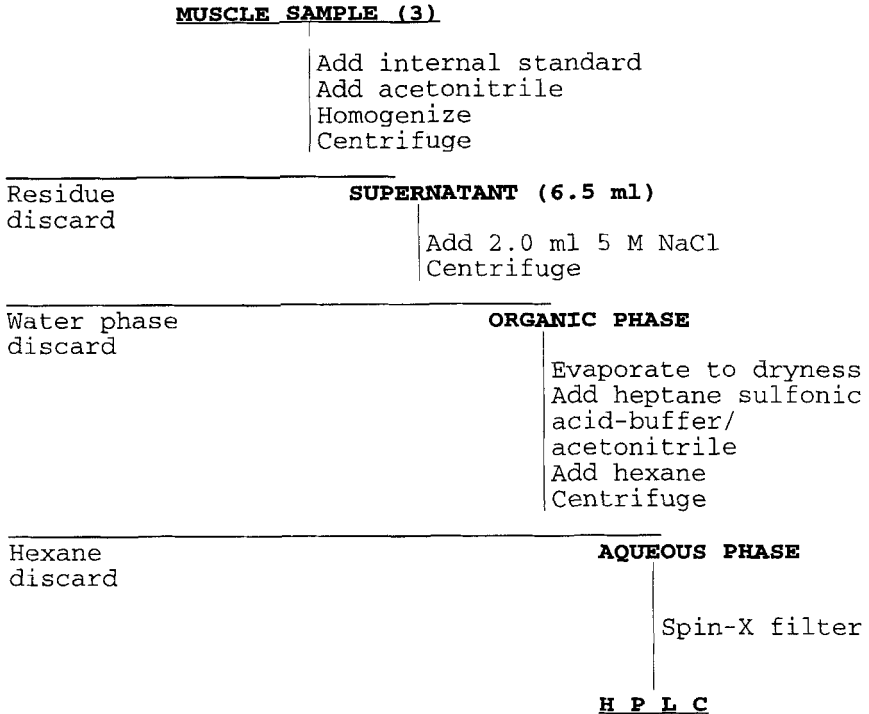 MUSCLE SAMPLE (3)
Add internal standard
Add acetonitrile
Homogenize
Centrifuge
Residue
discard
SUPERNATANT (6.5 ml)
Add 2.0 ml 5 M NaCl
Centrifuge
Water phase
discard
ORGANIC PHASE
Evaporate to dryness
Add heptane sulfonic
acid-buffer/
acetonitrile
Add hexane
Centrifuge
Hexane
discard
AQUEOUS PHASE
Spin-X filter
H P L C